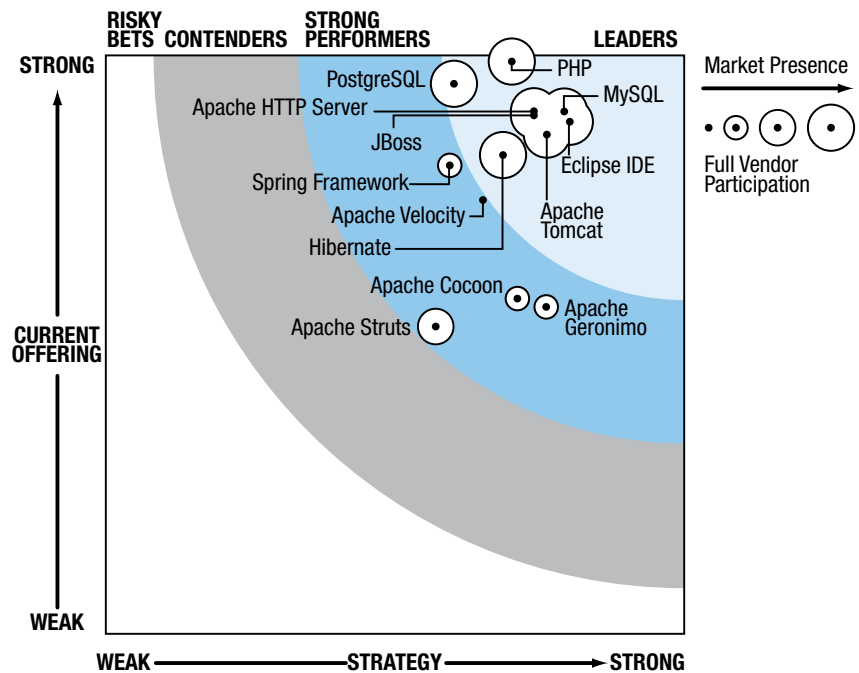 RISKY
BETS
CONTENDERS
STRONG
PERFORMERS
LEADERS
STRONG
CURRENT
OFFERING
WEAK
PostgreSQL
PHP
MySQL
Apache HTTP Server
JBoss
Eclipse IDE
Spring Framework
Apache Velocity
Apache
Tomcat
Hibernate
Apache Cocoon
Apache
Geronimo
Apache Struts
Market Presence
Full Vendor
Participation
WEAK
STRATEGY
STRONG